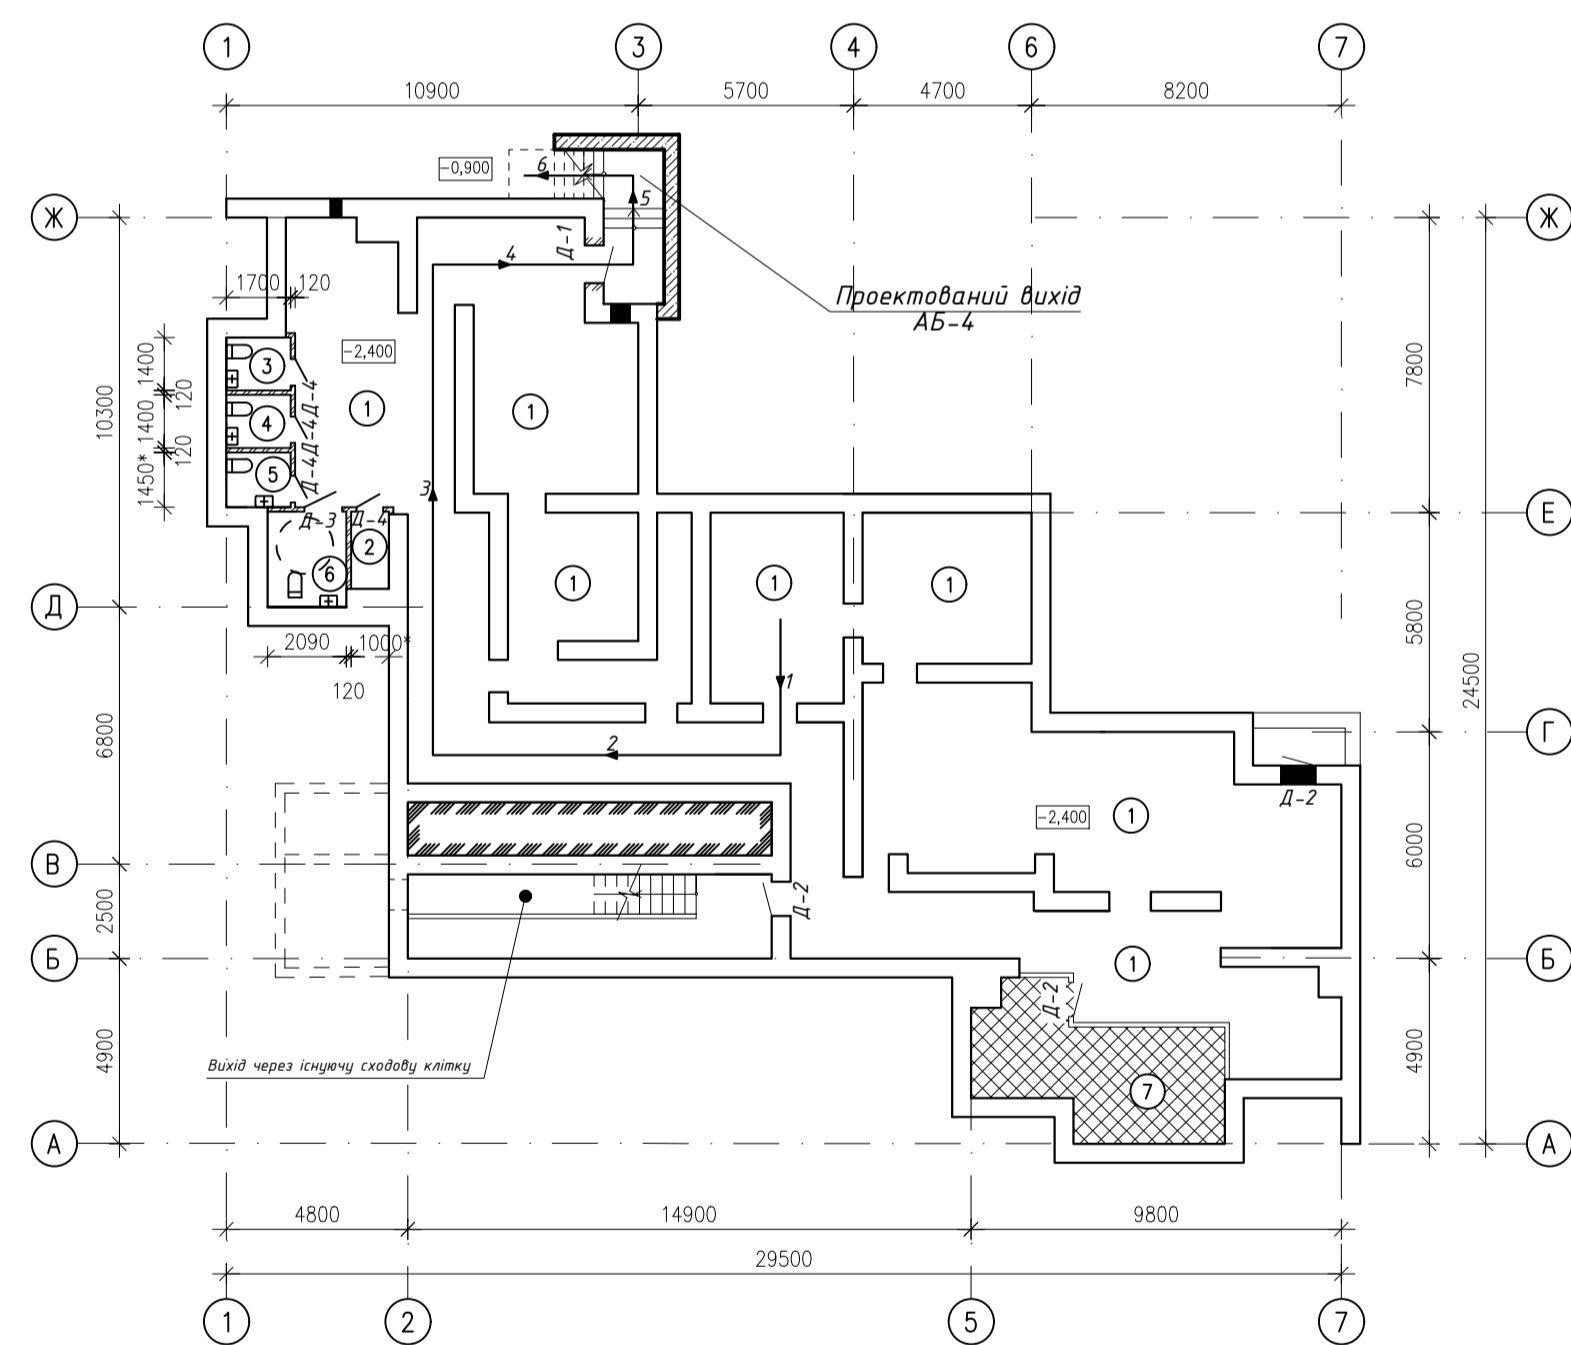 1 3 4 6 7
10900 5700 4700 8200
-0,900
6
5
Ж Ж
Д-1
4
1700 120
Проектований вихід
АБ-4
-2,400
3
1400
Д-4
120
1
1
7800
10300
4
1400
Д-4
120
5
1450*
Д-4
3
Д-3 Д-4
Е
2
6
1
1
1
5800
24500
Д
2090 1000*
120
1
6800
2
Г
Д-2
-2,400
1
6000
В
2500
Д-2
Б Б
1
Д-2
4900 4900
Вихід через існуючу сходову клітку
7
А А
4800 14900 9800
29500
1 2 5 7